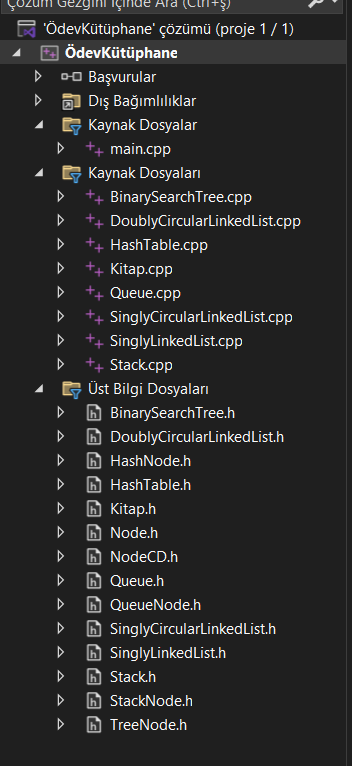 Çözüm Gezgini İçinde Ara (Ctrl+ş)
'ÖdevKütüphane' çözümü (proje 1 / 1)
ÖdevKütüphane
Başvurular
Dış Bağımlılıklar
Kaynak Dosyalar
main.cpp
Kaynak Dosyaları
BinarySearchTree.cpp
DoublyCircularLinkedList.cpp
HashTable.cpp
Kitap.cpp
Queue.cpp
SinglyCircularLinkedList.cpp
SinglyLinkedList.cpp
Stack.cpp
Üst Bilgi Dosyaları
BinarySearchTree.h
DoublyCircularLinkedList.h
HashNode.h
HashTable.h
Kitap.h
Node.h
NodeCD.h
Queue.h
QueueNode.h
SinglyCircularLinkedList.h
SinglyLinkedList.h
Stack.h
StackNode.h
TreeNode.h